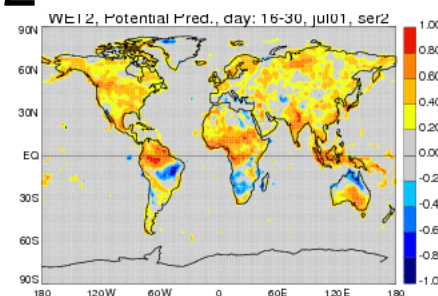 WET2, Potential Pred., day: 16-30, jul01, ser2
90N
60N
30N
EQ
30S
60S
90S
180 120W 60W 0 60E 120E 180
1.00
0.80
0.60
0.40
0.20
0.00
-0.2
-0.4
-0.6
-0.8
-1.0